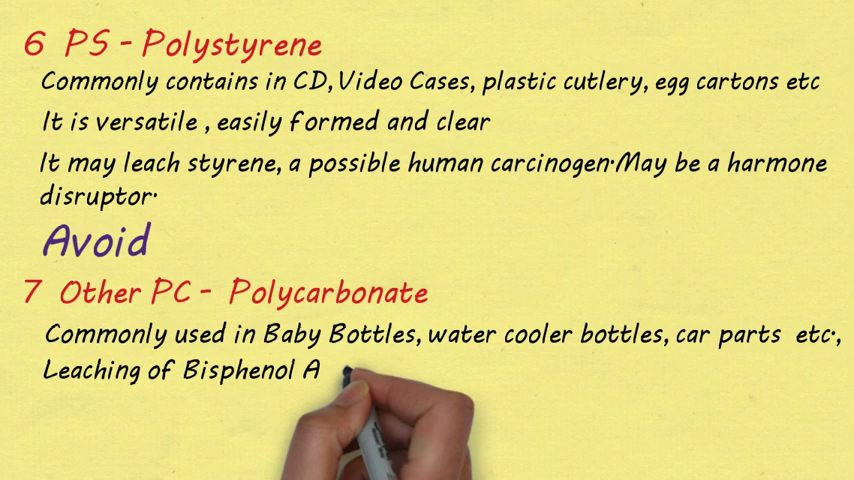 6 PS - Polystyrene
Commonly contains in CD,Video Cases, plastic cutlery, egg cartons etc
It is versatile , easily formed and clear
It may leach styrene, a possible human carcinogen.May be a harmone
disruptor.
Avoid
7 Other PC - Polycarbonate
Commonly used in Baby Bottles, water cooler bottles, car parts etc.,
Leaching of Bisphenol A